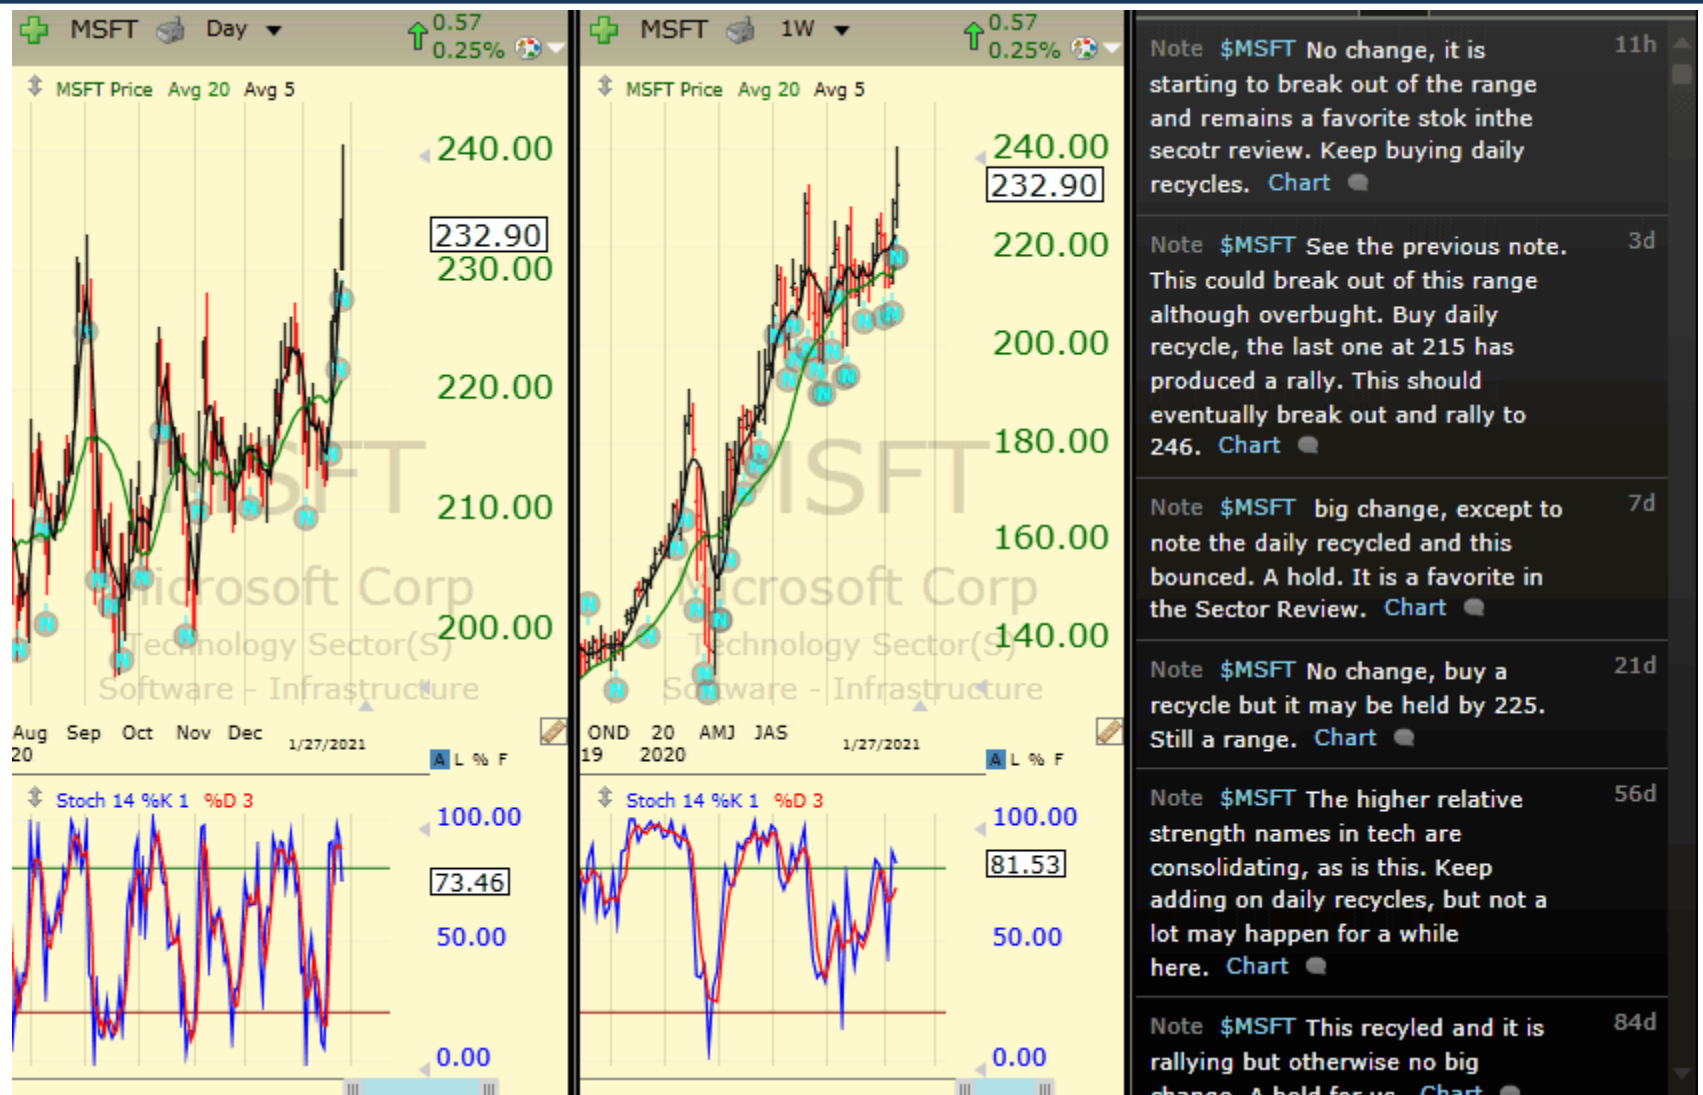 MSFT Day 0.57
0.25%
MSFT Price Avg 20 Avg 5
240.00
232.90
230.00
220.00
210.00
200.00
MSFT
Microsoft Corp
Technology Sector(S)
Software - Infrastructure
Aug Sep Oct Nov Dec 1/27/2021
20
A L % F
Stoch 14 %K 1 %D 3
100.00
73.46
50.00
0.00
MSFT 1W 0.57
0.25%
MSFT Price Avg 20 Avg 5
240.00
232.90
220.00
200.00
180.00
160.00
140.00
MSFT
Microsoft Corp
Technology Sector(S)
Software - Infrastructure
OND 20 AMJ JAS 1/27/2021
19 2020
A L % F
Stoch 14 %K 1 %D 3
100.00
81.53
50.00
0.00
Note $MSFT No change, it is 11h
starting to break out of the range
and remains a favorite stok inthe
secotr review. Keep buying daily
recycles. Chart
Note $MSFT See the previous note. 3d
This could break out of this range
although overbught. Buy daily
recycle, the last one at 215 has
produced a rally. This should
eventually break out and rally to
246. Chart
Note $MSFT big change, except to 7d
note the daily recycled and this
bounced. A hold. It is a favorite in
the Sector Review. Chart
Note $MSFT No change, buy a 21d
recycle but it may be held by 225.
Still a range. Chart
Note $MSFT The higher relative 56d
strength names in tech are
consolidating, as is this. Keep
adding on daily recycles, but not a
lot may happen for a while
here. Chart
Note $MSFT This recyled and it is 84d
rallying but otherwise no big
change. A hold for us. Chart